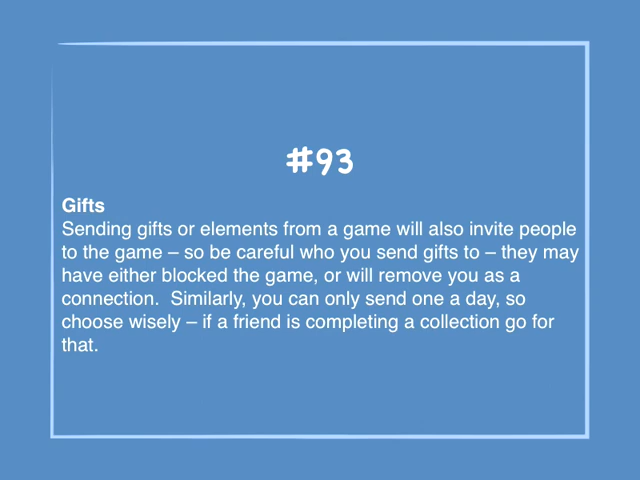 #93
Gifts
Sending gifts or elements from a game will also invite people
to the game – so be careful who you send gifts to – they may
have either blocked the game, or will remove you as a
connection.  Similarly, you can only send one a day, so
choose wisely – if a friend is completing a collection go for
that.